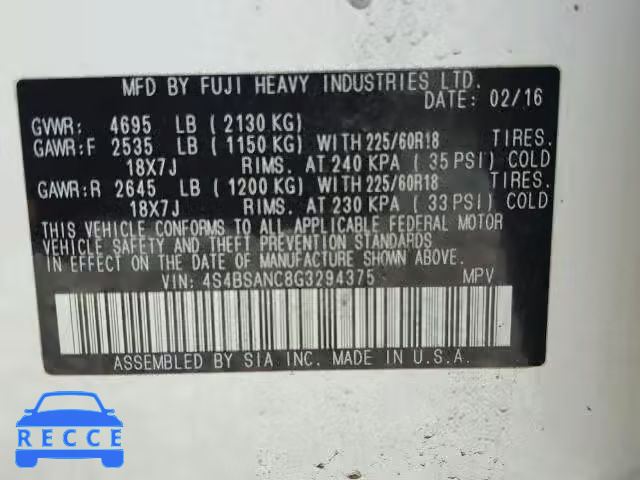 MFD BY FUJI HEAVY INDUSTRIES LTD.
DATE: 02/16
GVWR: 4695 LB ( 2130 KG)
GAWR:F 2535 LB ( 1150 KG) WITH 225/60R18 TIRES.
18X7J RIMS. AT 240 KPA ( 35 PSI) COLD
GAWR:R 2645 LB ( 1200 KG) WITH 225/60R18 TIRES.
18X7J RIMS. AT 230 KPA ( 33 PSI) COLD
THIS VEHICLE CONFORMS TO ALL APPLICABLE FEDERAL MOTOR
VEHICLE SAFETY AND THEFT PREVENTION STANDARDS
IN EFFECT ON THE DATE OF MANUFACTURE SHOWN ABOVE.
VIN: 4S4BSANC8G3294375 MPV
ASSEMBLED BY SIA INC. MADE IN U.S.A.
RECCE